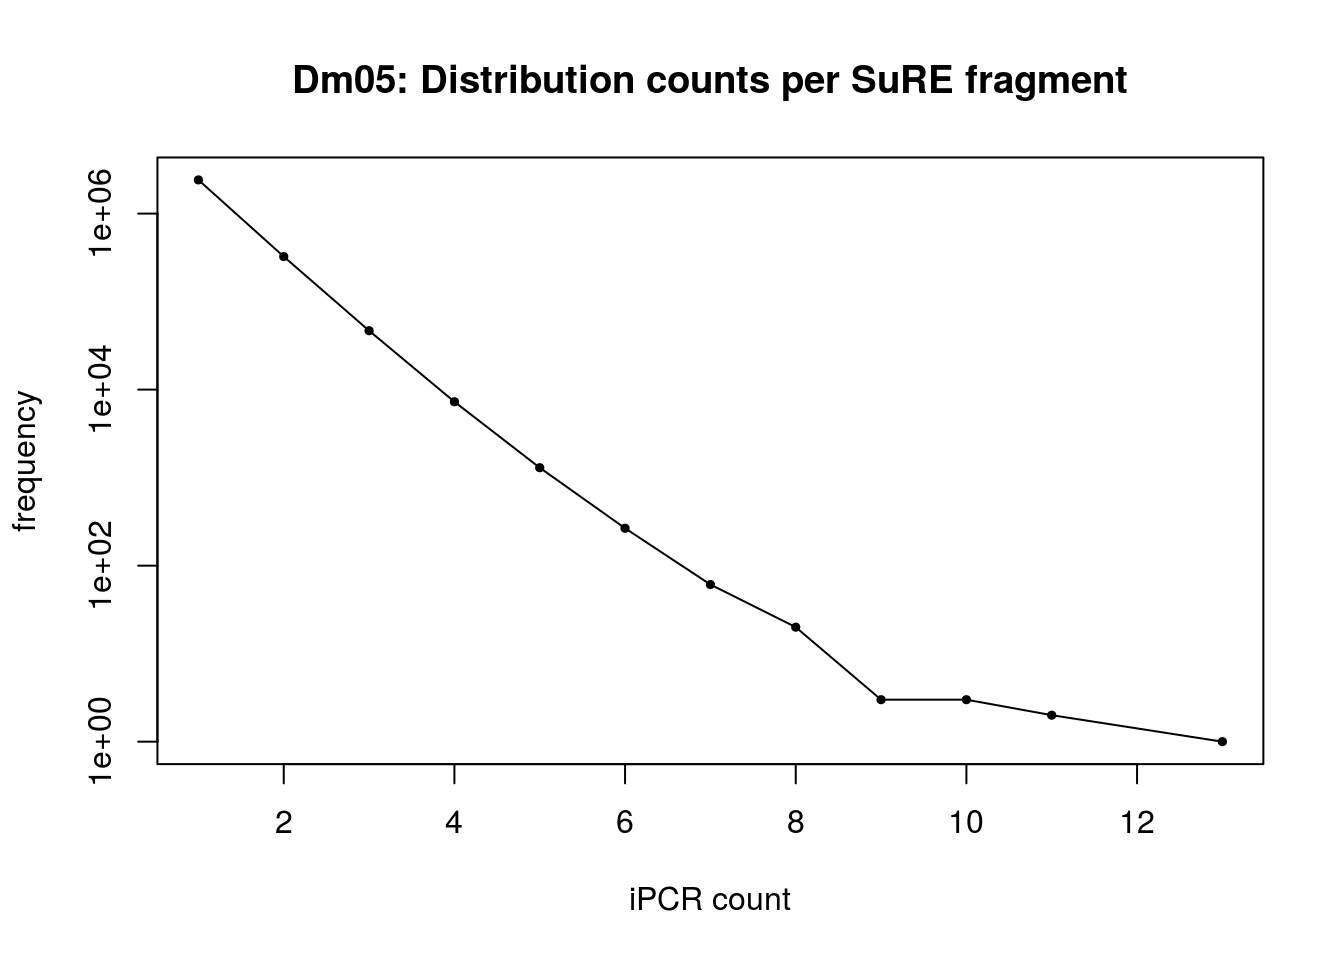 Dm05: Distribution counts per SuRE fragment
frequency
1e+06
1e+04
1e+02
1e+00
2 4 6 8 10 12
iPCR count